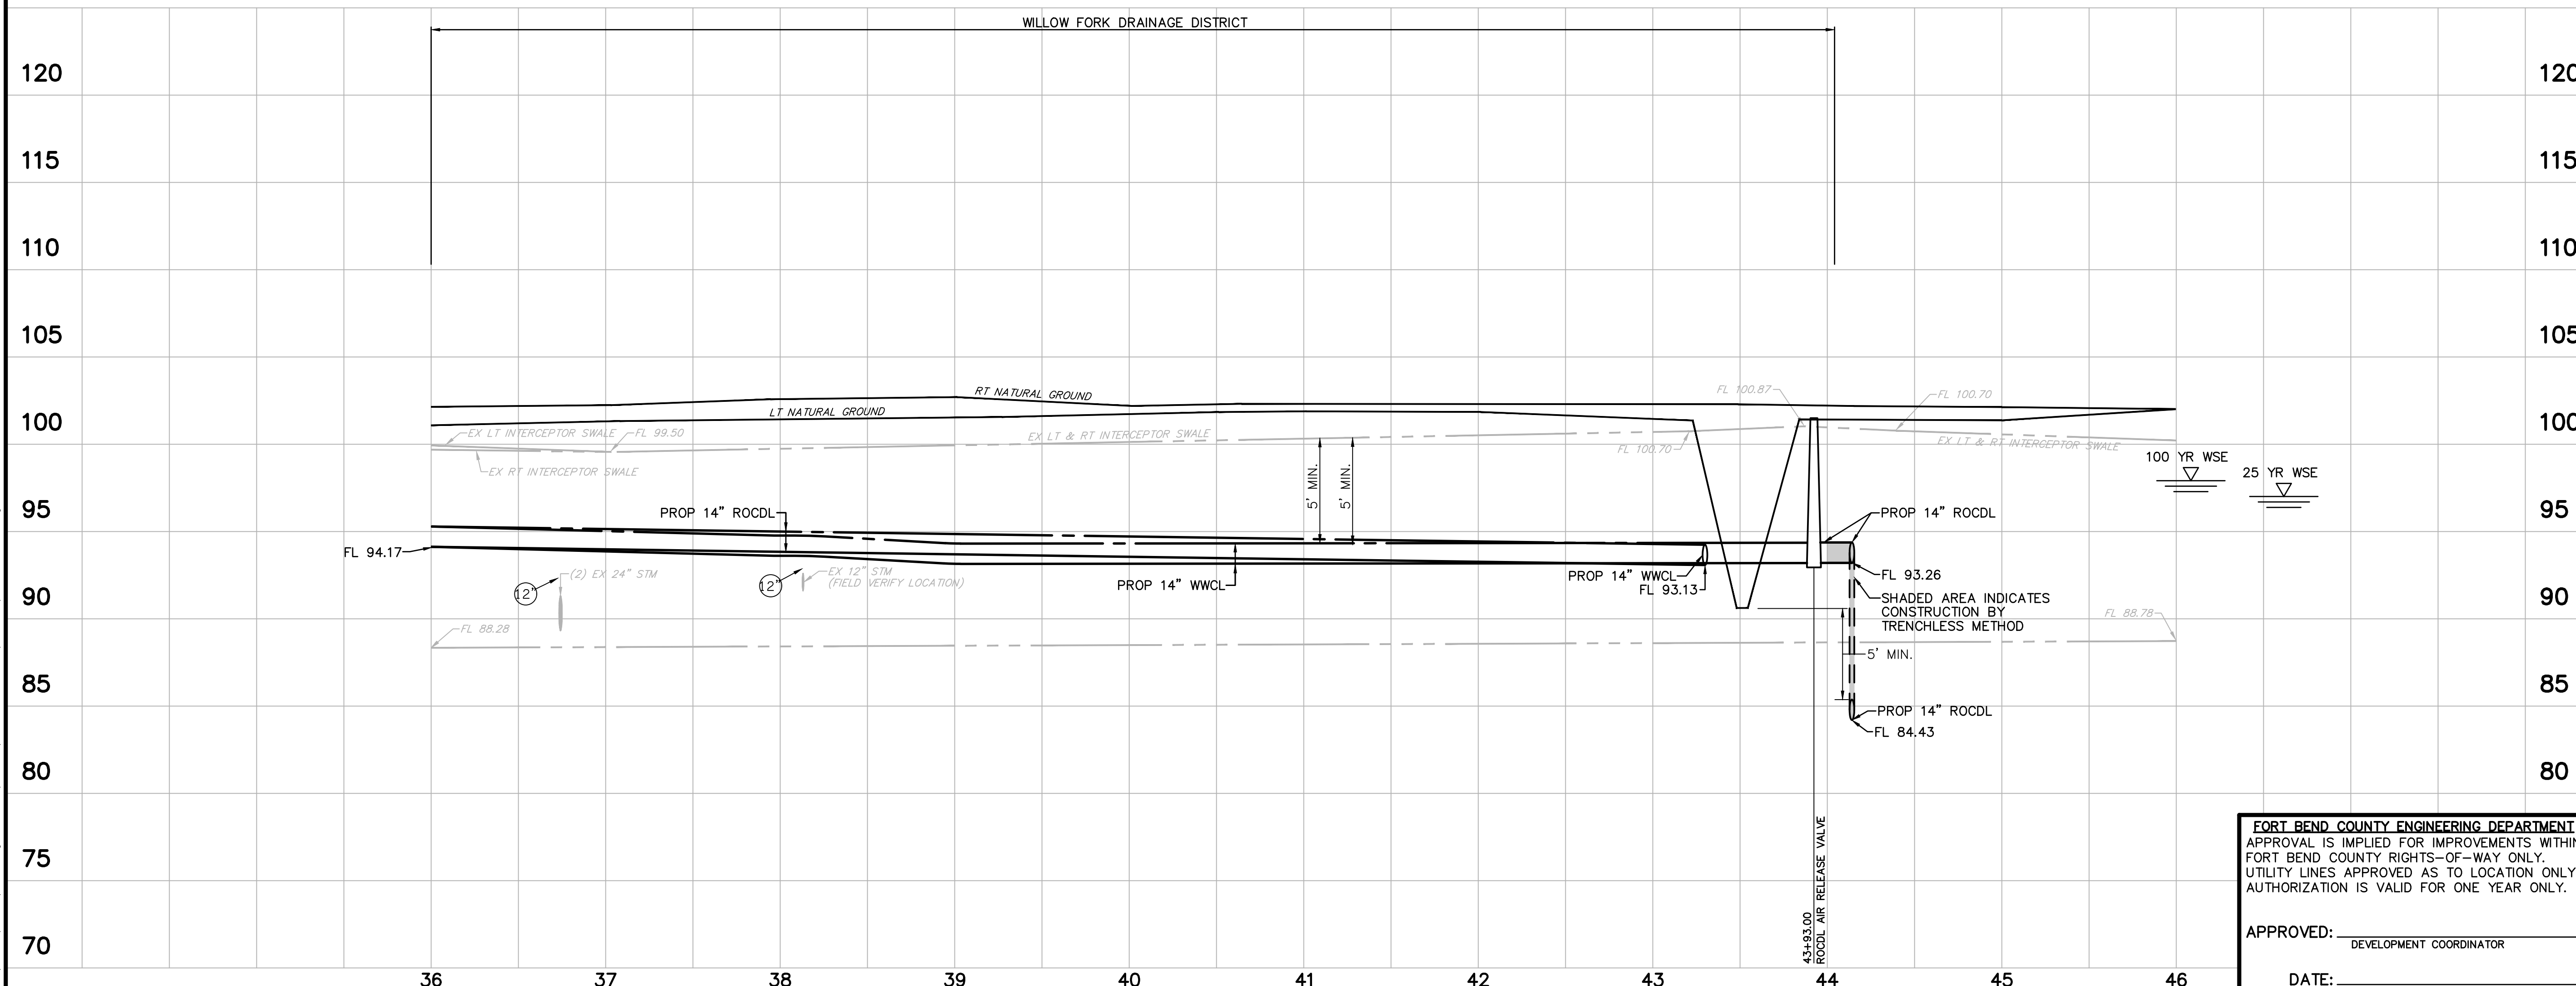 WILLOW FORK DRAINAGE DISTRICT
120
120
115
115
110
110
105
105
RT NATURAL GROUND
FL 100.87
FL 100.70
LT NATURAL GROUND
100
100
EX LT INTERCEPTOR SWALE
FL 99.50
EX LT & RT INTERCEPTOR SWALE
FL 100.70
EX LT & RT INTERCEPTOR SWALE
EX RT INTERCEPTOR SWALE
100 YR WSE
25 YR WSE
5' MIN.
5' MIN.
95
95
PROP 14" ROCDL
PROP 14" ROCDL
FL 94.17
(2) EX 24" STM
12"
EX 12" STM
(FIELD VERIFY LOCATION)
12"
PROP 14" WWCL
PROP 14" WWCL
FL 93.13
FL 93.26
90
90
SHADED AREA INDICATES
CONSTRUCTION BY
TRENCHLESS METHOD
FL 88.28
FL 88.78
5' MIN.
85
85
PROP 14" ROCDL
FL 84.43
80
80
75
70
43+93.00
ROCDL AIR RELEASE VALVE
FORT BEND COUNTY ENGINEERING DEPARTMENT
APPROVAL IS IMPLIED FOR IMPROVEMENTS WITHIN
FORT BEND COUNTY RIGHTS-OF-WAY ONLY.
UTILITY LINES APPROVED AS TO LOCATION ONLY
AUTHORIZATION IS VALID FOR ONE YEAR ONLY.
APPROVED:
DEVELOPMENT COORDINATOR
DATE:
36 37 38 39 40 41 42 43 44 45 46